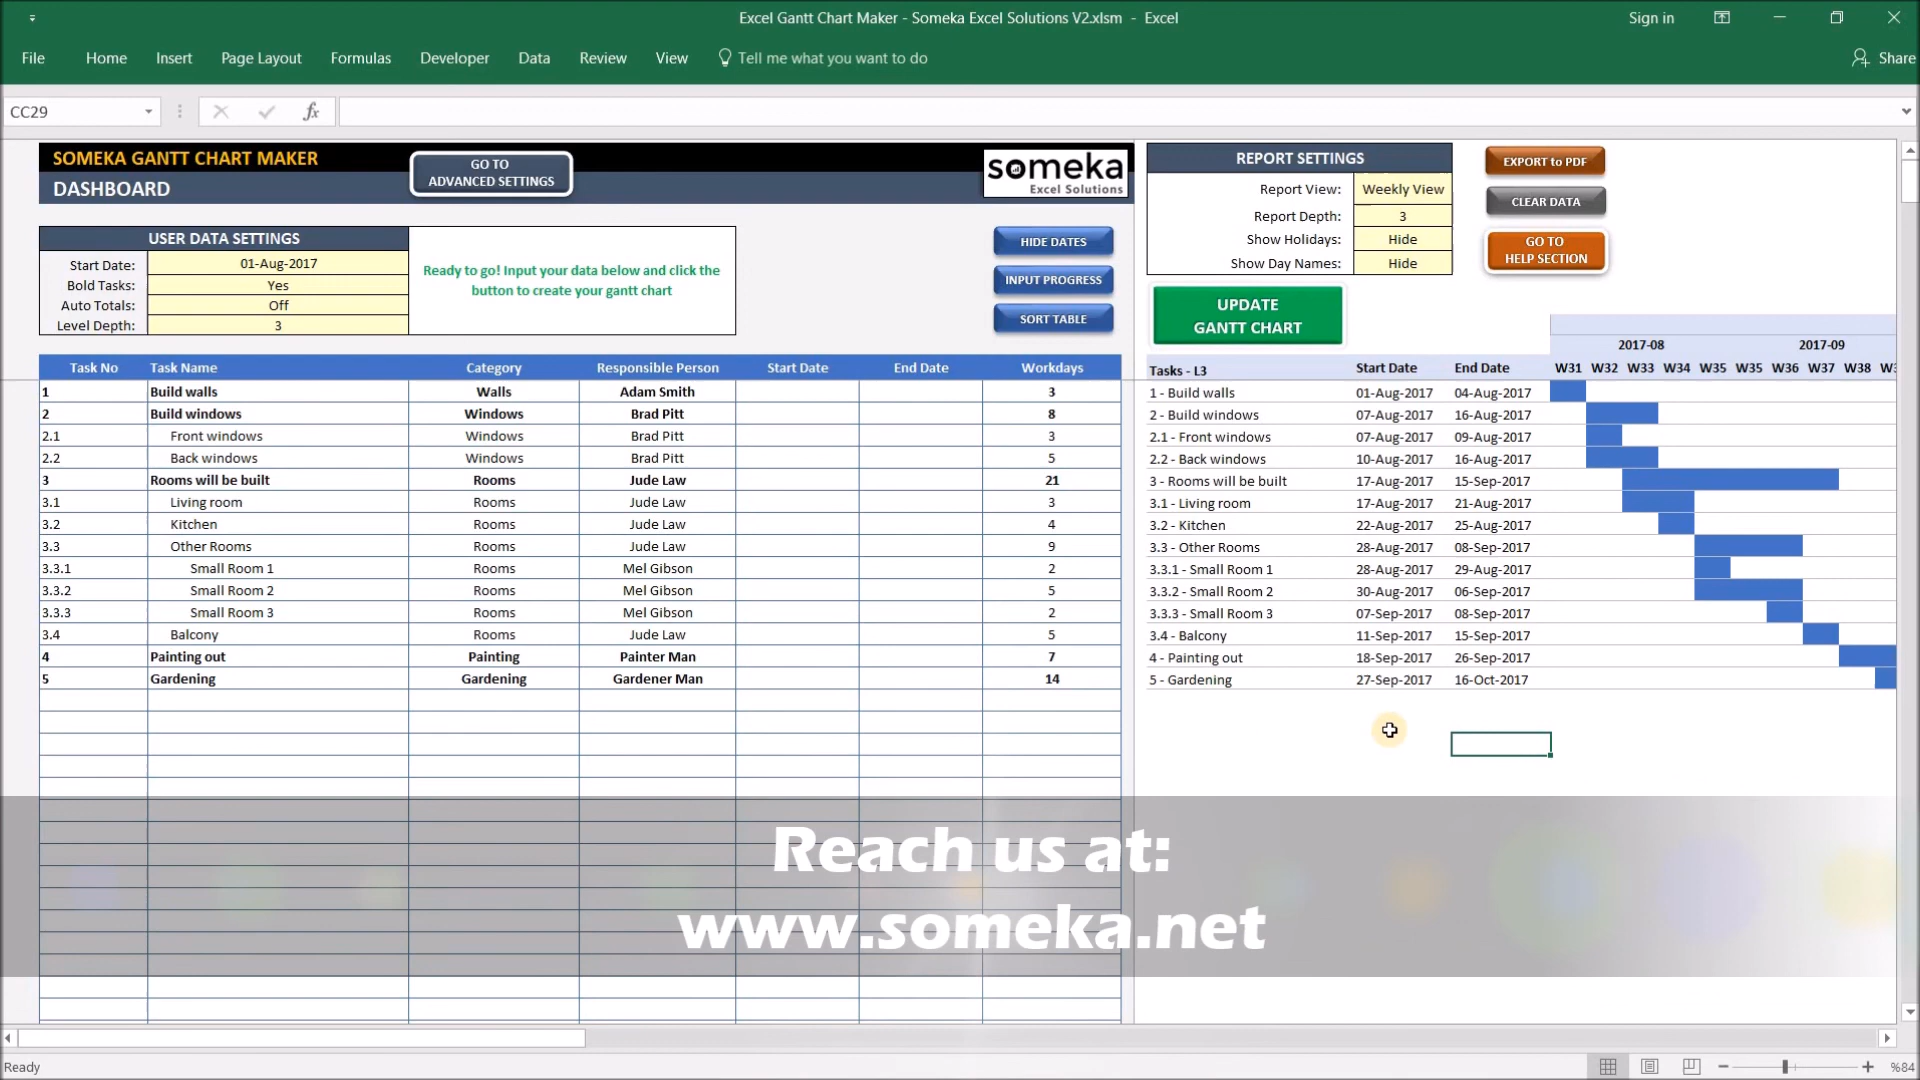 Excel Gantt Chart Maker - Someka Excel Solutions V2.xlsm - Excel
Sign in
File Home Insert Page Layout Formulas Developer Data Review View Tell me what you want to do Share
CC29
fx
SOMEKA GANTT CHART MAKER
DASHBOARD
GO TO
ADVANCED SETTINGS
someka
Excel Solutions
REPORT SETTINGS
Report View: Weekly View
Report Depth: 3
Show Holidays: Hide
Show Day Names: Hide
EXPORT to PDF
CLEAR DATA
GO TO
HELP SECTION
USER DATA SETTINGS
Start Date: 01-Aug-2017
Bold Tasks: Yes
Auto Totals: Off
Level Depth: 3
Ready to go! Input your data below and click the
button to create your gantt chart
HIDE DATES
INPUT PROGRESS
SORT TABLE
UPDATE
GANTT CHART
2017-08 2017-09
Task No Task Name Category Responsible Person Start Date End Date Workdays
1 Build walls Walls Adam Smith 3
2 Build windows Windows Brad Pitt 8
2.1 Front windows Windows Brad Pitt 3
2.2 Back windows Windows Brad Pitt 5
3 Rooms will be built Rooms Jude Law 21
3.1 Living room Rooms Jude Law 3
3.2 Kitchen Rooms Jude Law 4
3.3 Other Rooms Rooms Jude Law 9
3.3.1 Small Room 1 Rooms Mel Gibson 2
3.3.2 Small Room 2 Rooms Mel Gibson 5
3.3.3 Small Room 3 Rooms Mel Gibson 2
3.4 Balcony Rooms Jude Law 5
4 Painting out Painting Painter Man 7
5 Gardening Gardening Gardener Man 14
Tasks - L3 Start Date End Date W31 W32 W33 W34 W35 W35 W36 W37 W38
1 - Build walls 01-Aug-2017 04-Aug-2017
2 - Build windows 07-Aug-2017 16-Aug-2017
2.1 - Front windows 07-Aug-2017 09-Aug-2017
2.2 - Back windows 10-Aug-2017 16-Aug-2017
3 - Rooms will be built 17-Aug-2017 15-Sep-2017
3.1 - Living room 17-Aug-2017 21-Aug-2017
3.2 - Kitchen 22-Aug-2017 25-Aug-2017
3.3 - Other Rooms 28-Aug-2017 08-Sep-2017
3.3.1 - Small Room 1 28-Aug-2017 29-Aug-2017
3.3.2 - Small Room 2 30-Aug-2017 06-Sep-2017
3.3.3 - Small Room 3 07-Sep-2017 08-Sep-2017
3.4 - Balcony 11-Sep-2017 15-Sep-2017
4 - Painting out 18-Sep-2017 26-Sep-2017
5 - Gardening 27-Sep-2017 16-Oct-2017
Reach us at:
www.someka.net
Ready
%84